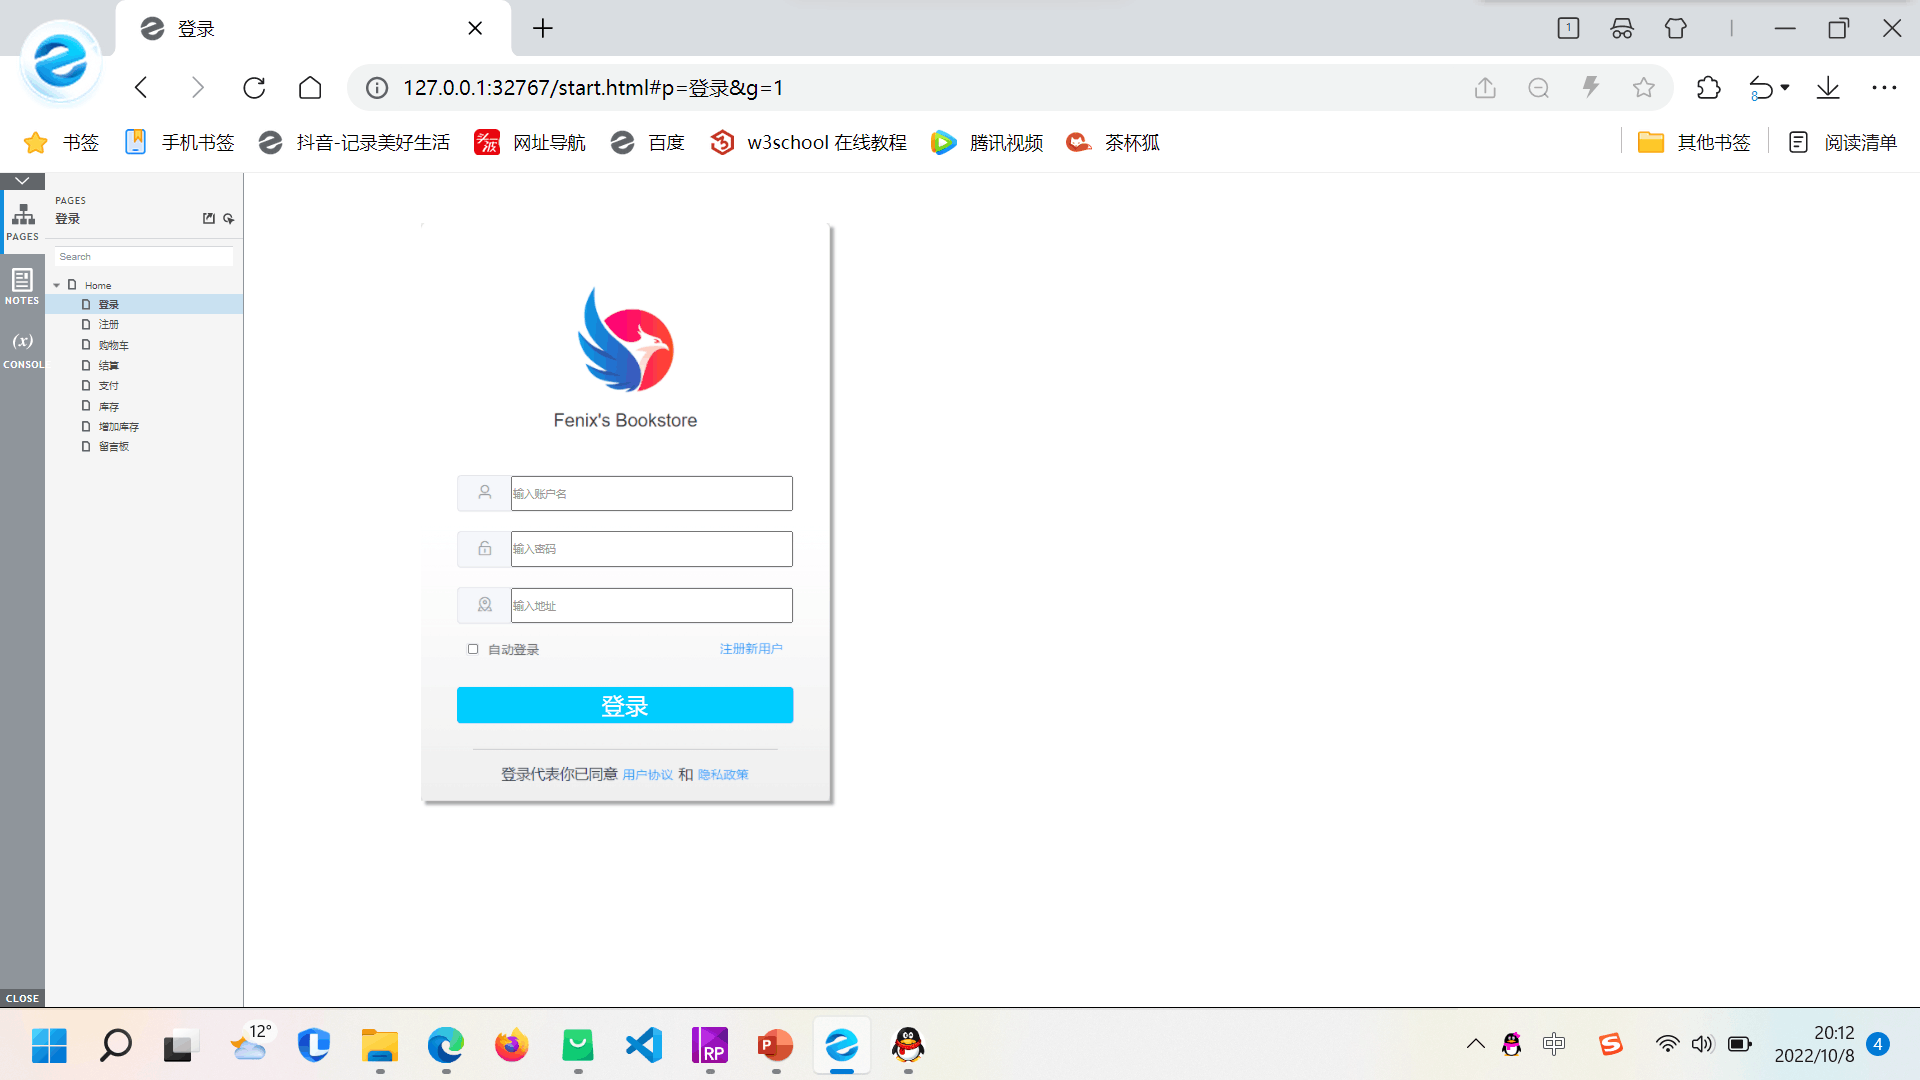 登录
1
127.0.0.1:32767/start.html#p=登录&g=1
8
书签
手机书签
抖音-记录美好生活
网址导航
百度
w3school 在线教程
腾讯视频
茶杯狐
其他书签
阅读清单
PAGES
NOTES
(x)
CONSOL
CLOSE
PAGES
登录
Search
Home
登录
注册
购物车
结算
支付
库存
增加库存
留言板
Fenix's Bookstore
输入账户名
输入密码
输入地址
自动登录
注册新用户
登录
登录代表你已同意 用户协议 和 隐私政策
12°
RP
P
中
S
20:12
2022/10/8
4